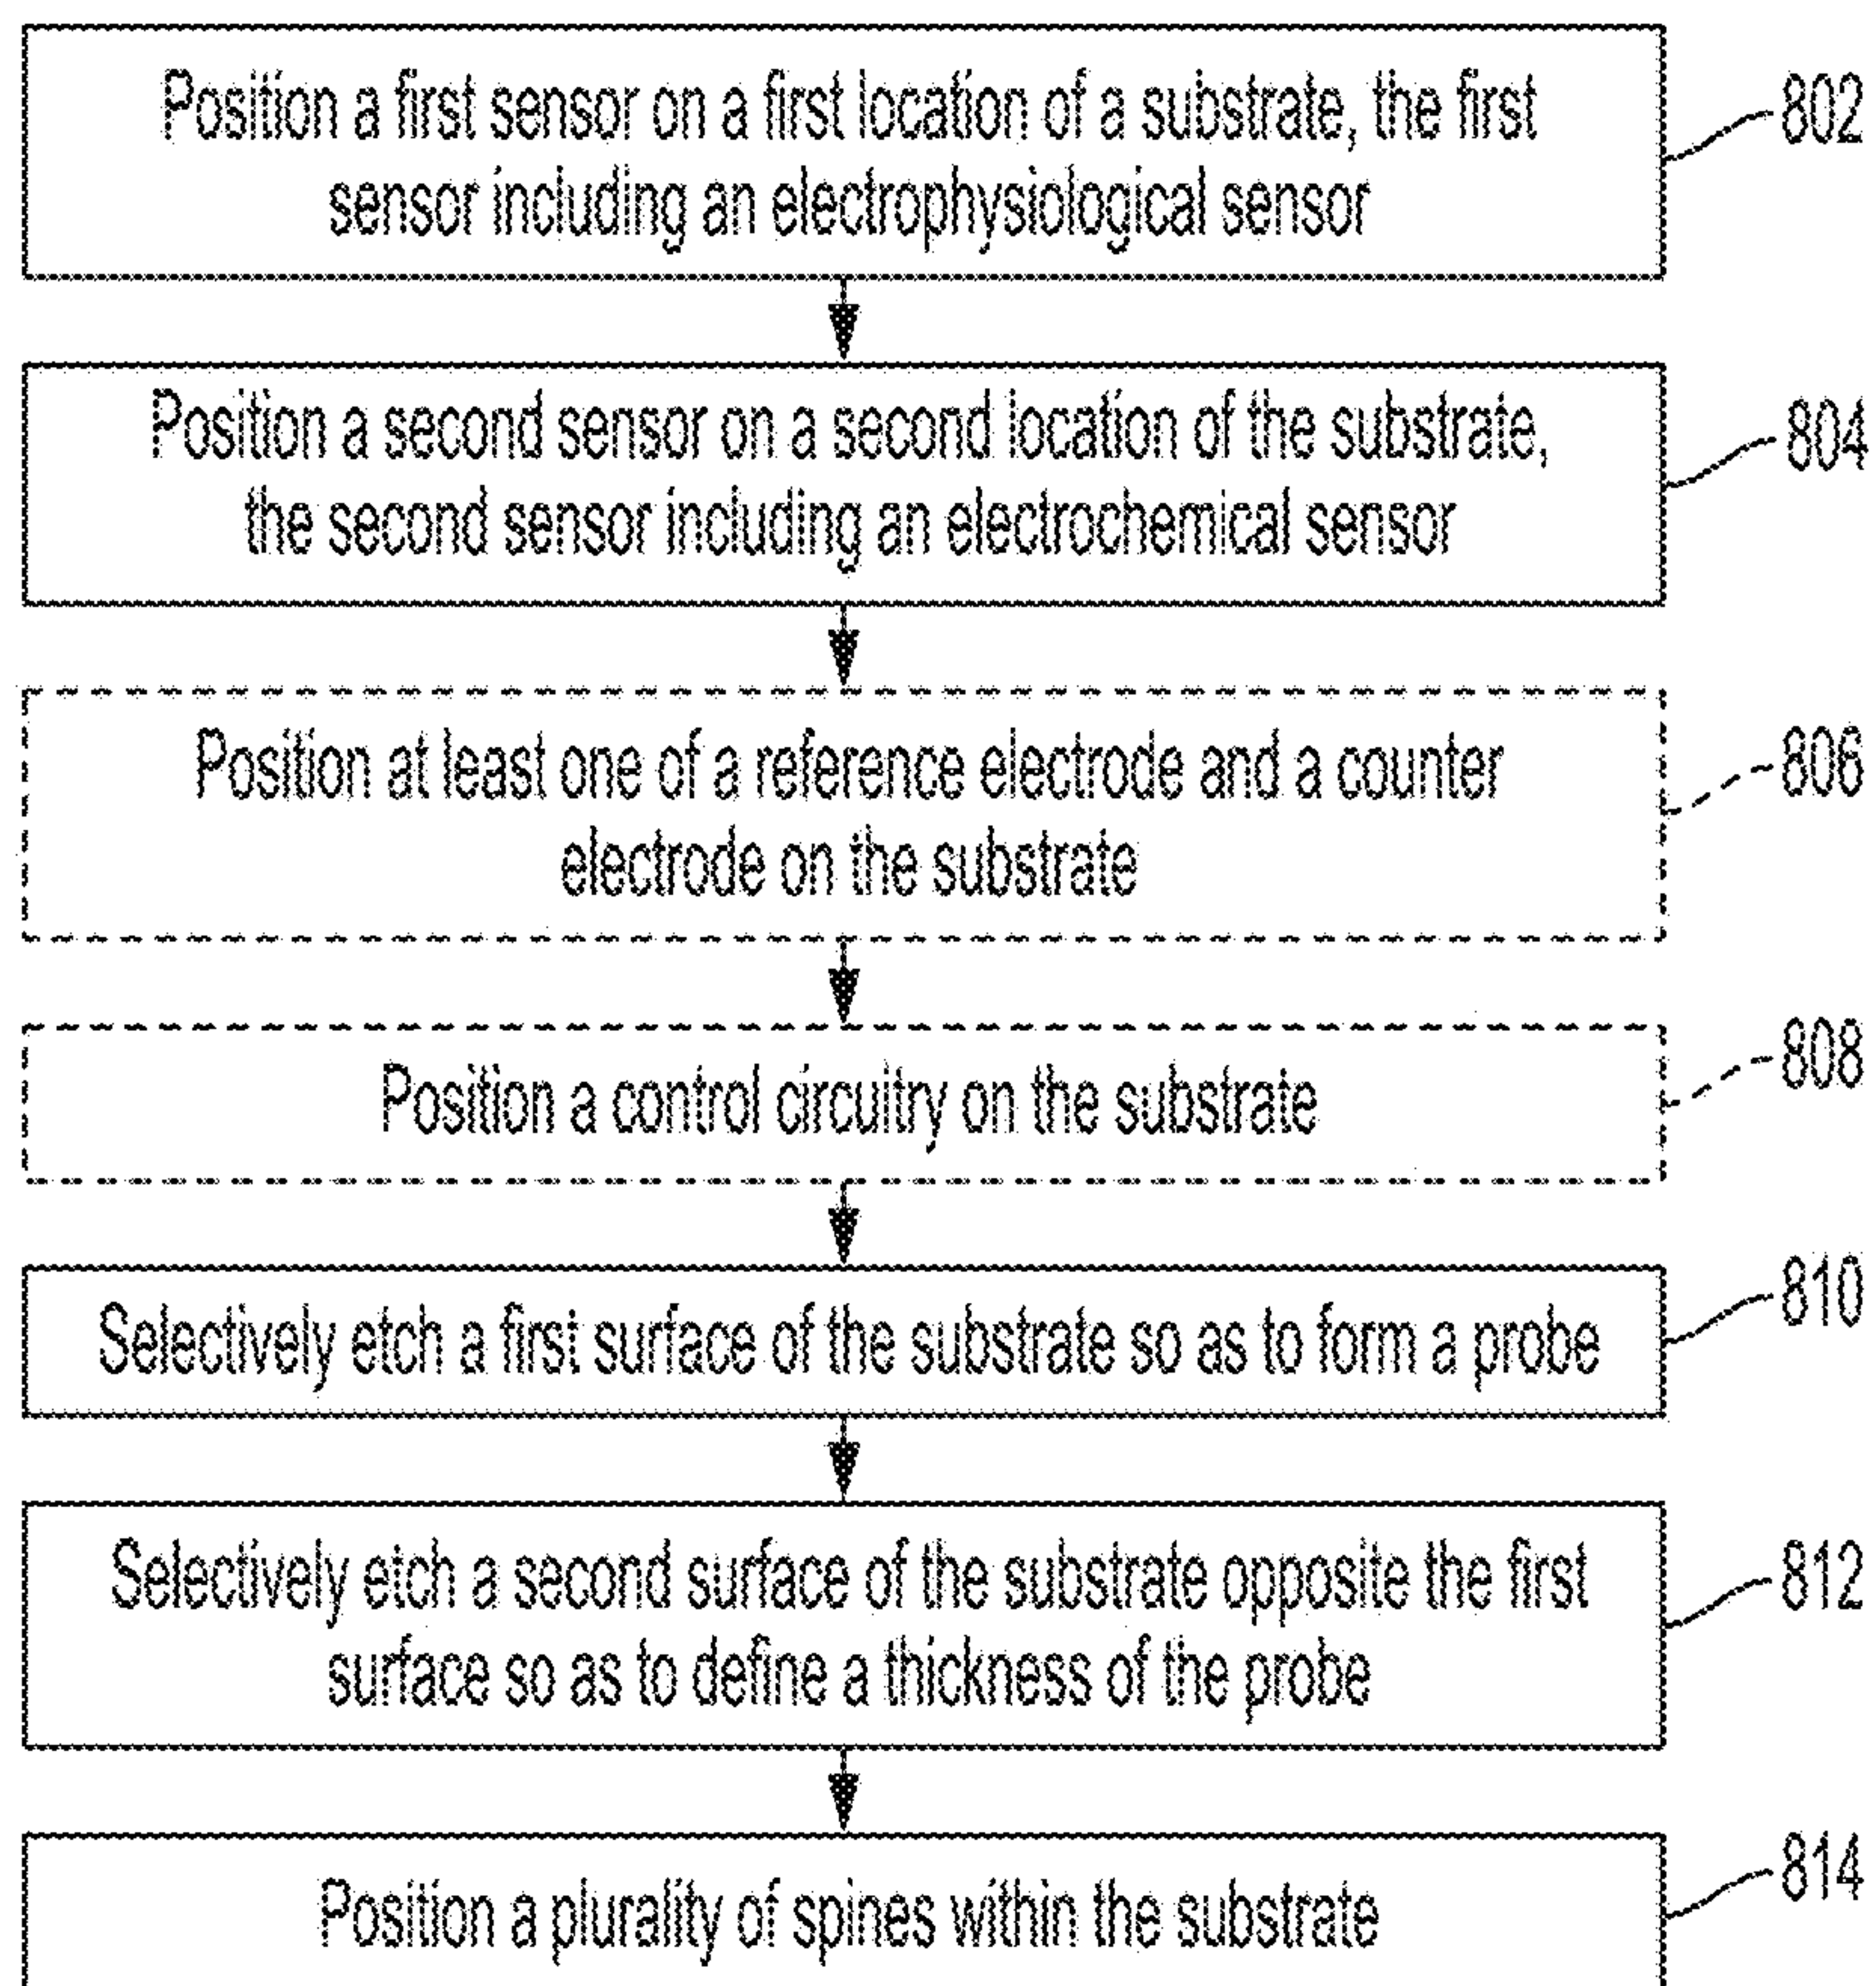 Position a first sensor on a first location of a substrate, the first
sensor including an electrophysiological sensor
802
Position a second sensor on a second location of the substrate,
the second sensor including an electrochemical sensor
804
Position at least one of a reference electrode and a counter
electrode on the substrate
806
Position a control circuitry on the substrate
808
Selectively etch a first surface of the substrate so as to form a probe
810
Selectively etch a second surface of the substrate opposite the first
surface so as to define a thickness of the probe
812
Position a plurality of spines within the substrate
814